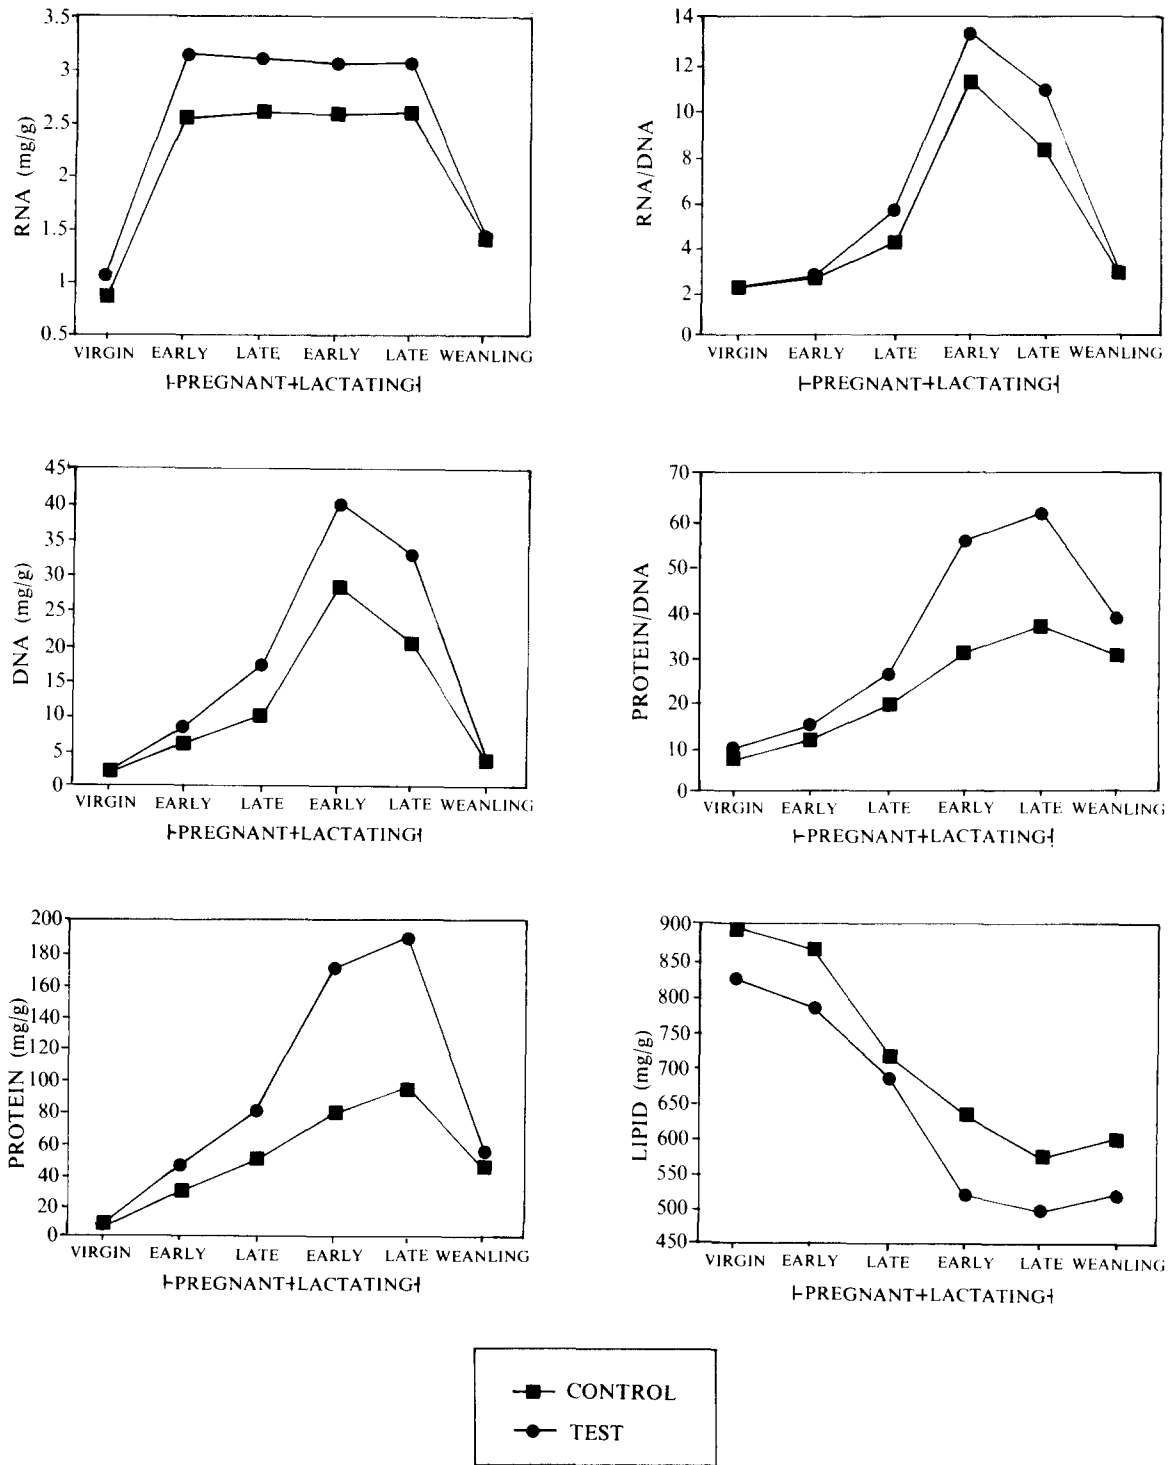 RNA (mg/g)
3.5
3
2.5
2
1.5
1
0.5
VIRGIN EARLY LATE EARLY LATE WEANLING
PREGNANT LACTATING
RNA/DNA
14
12
10
8
6
4
2
0
VIRGIN EARLY LATE EARLY LATE WEANLING
PREGNANT LACTATING
DNA (mg/g)
45
40
35
30
25
20
15
10
5
0
VIRGIN EARLY LATE EARLY LATE WEANLING
PREGNANT LACTATING
PROTEIN/DNA
70
60
50
40
30
20
10
0
VIRGIN EARLY LATE EARLY LATE WEANLING
PREGNANT LACTATING
PROTEIN (mg/g)
200
180
160
140
120
100
80
60
40
20
0
VIRGIN EARLY LATE EARLY LATE WEANLING
PREGNANT LACTATING
LIPID (mg/g)
900
850
800
750
700
650
600
550
500
450
VIRGIN EARLY LATE EARLY LATE WEANLING
PREGNANT LACTATING
CONTROL
TEST